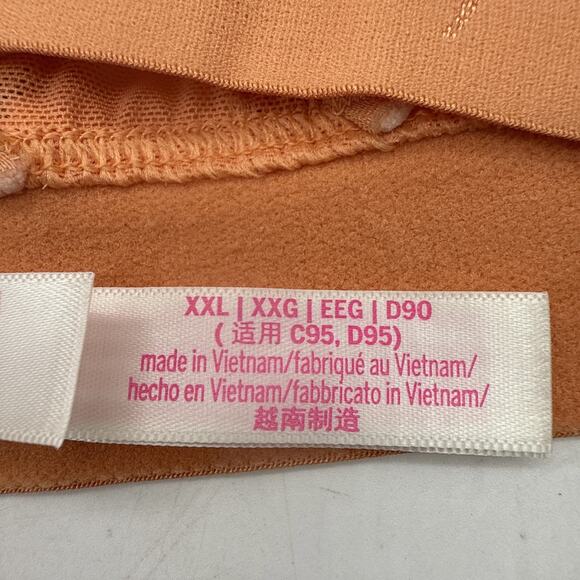 XXL | XXG | EEG | D90
( 适用 C95, D95)
made in Vietnam/fabriqué au Vietnam/
hecho en Vietnam/fabbricato in Vietnam/
越南制造